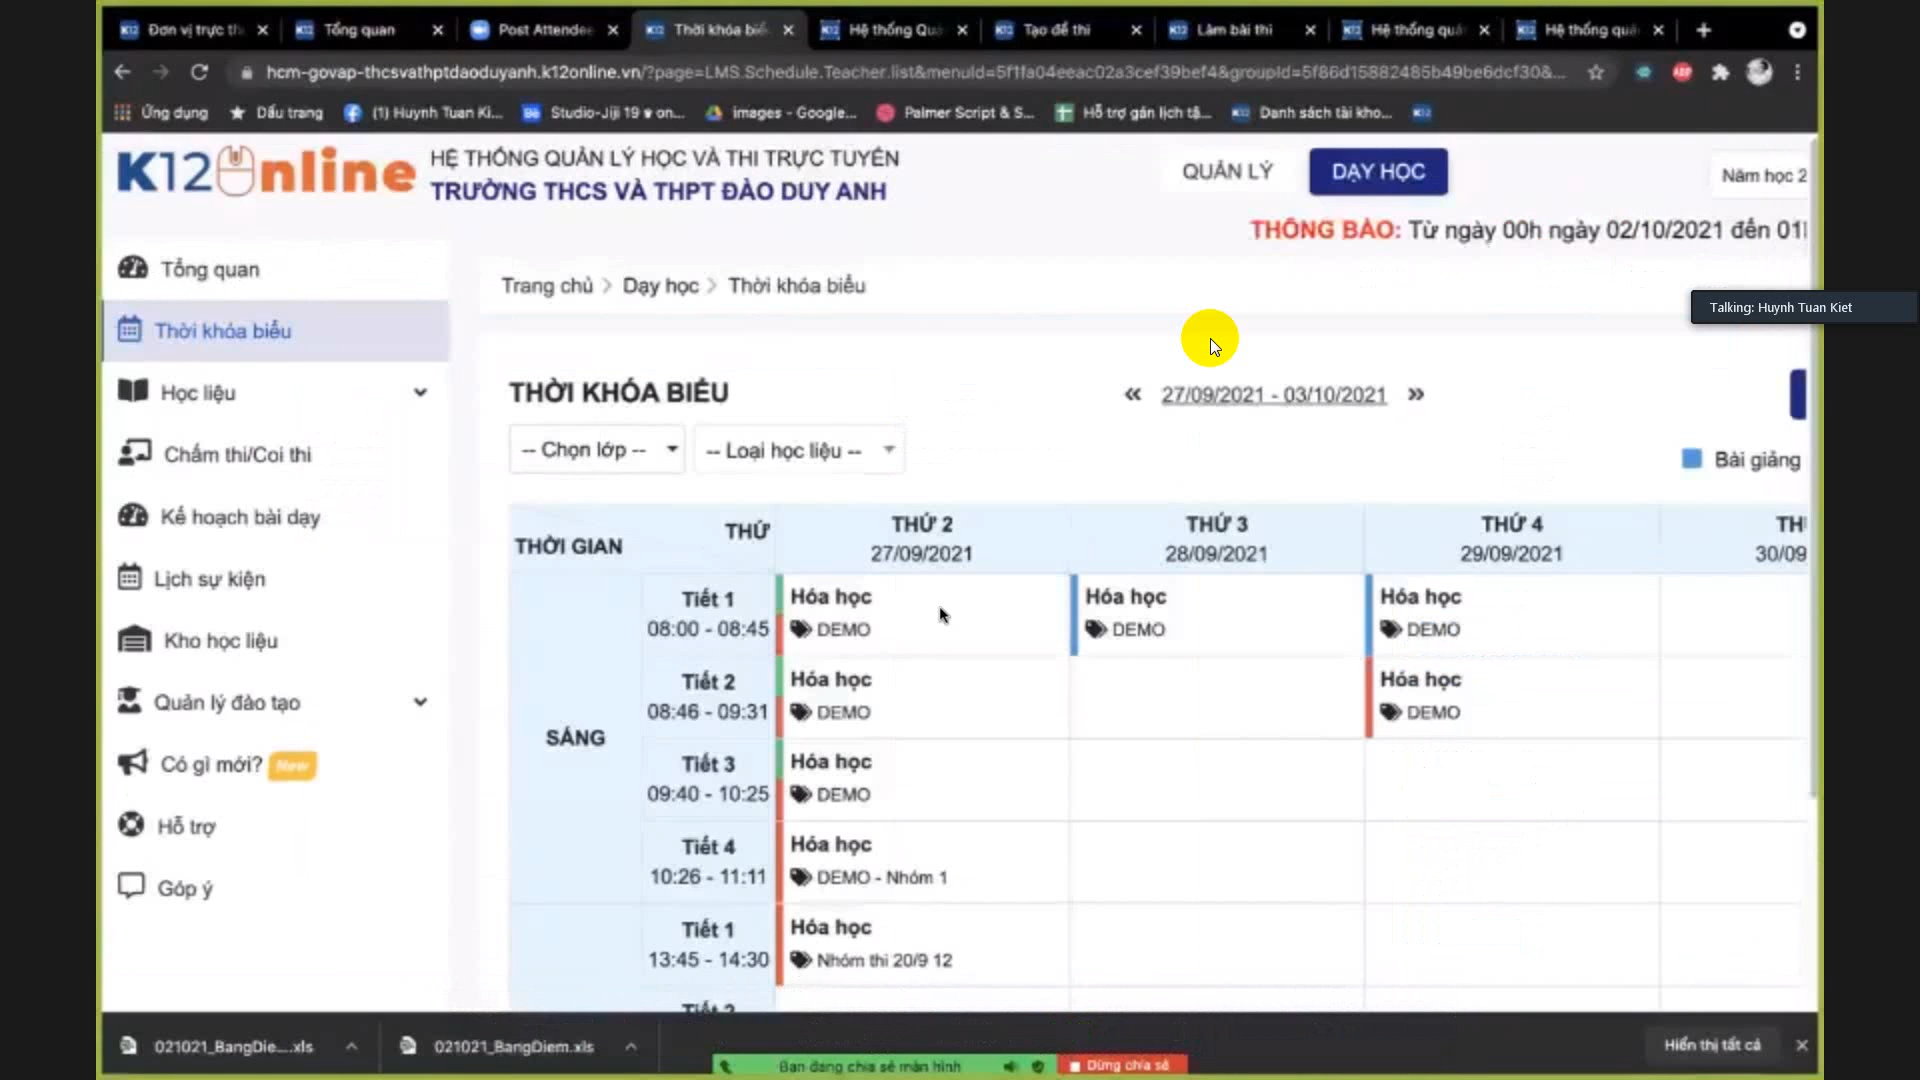 Đơn vị trực th
Tổng quan
Post Attendee
Thời khóa biể
Hệ thống Quả
Tạo đề thi
Làm bài thi
Hệ thống quả
Hệ thống quả
hcm-govap-thcsvathptdaoduyanh.k12online.vn/?page=LMS.Schedule.Teacher.list&menuId=5f1fa04eeac02a3cef39bef4&groupId=5f86d15882485b49be6dcf30&...
Ứng dụng
Dấu trang
(1) Huynh Tuan Ki...
Studio-Jiji 19 ♥ on...
images - Google...
Palmer Script & S...
Hỗ trợ gán lịch tậ...
Danh sách tài kho...
K12Online
HỆ THỐNG QUẢN LÝ HỌC VÀ THI TRỰC TUYẾN
TRƯỜNG THCS VÀ THPT ĐÀO DUY ANH
QUẢN LÝ
DẠY HỌC
Năm học 2
THÔNG BÁO: Từ ngày 00h ngày 02/10/2021 đến 01
Talking: Huynh Tuan Kiet
Tổng quan
Thời khóa biểu
Học liệu
Chấm thi/Coi thi
Kế hoạch bài dạy
Lịch sự kiện
Kho học liệu
Quản lý đào tạo
Có gì mới? New
Hỗ trợ
Góp ý
Trang chủ > Dạy học > Thời khóa biểu
THỜI KHÓA BIỂU
« 27/09/2021 - 03/10/2021 »
-- Chọn lớp --
-- Loại học liệu --
Bài giảng
THỜI GIAN
THỨ
THỨ 2
27/09/2021
THỨ 3
28/09/2021
THỨ 4
29/09/2021
TH
30/09
SÁNG
Tiết 1
08:00 - 08:45
Hóa học
DEMO
Hóa học
DEMO
Hóa học
DEMO
Tiết 2
08:46 - 09:31
Hóa học
DEMO
Hóa học
DEMO
Tiết 3
09:40 - 10:25
Hóa học
DEMO
Tiết 4
10:26 - 11:11
Hóa học
DEMO - Nhóm 1
Tiết 1
13:45 - 14:30
Hóa học
Nhóm thi 20/9 12
Tiết 2
021021_BangDie....xls
021021_BangDiem.xls
Hiển thị tất cả
Bạn đang chia sẻ màn hình
Dừng chia sẻ